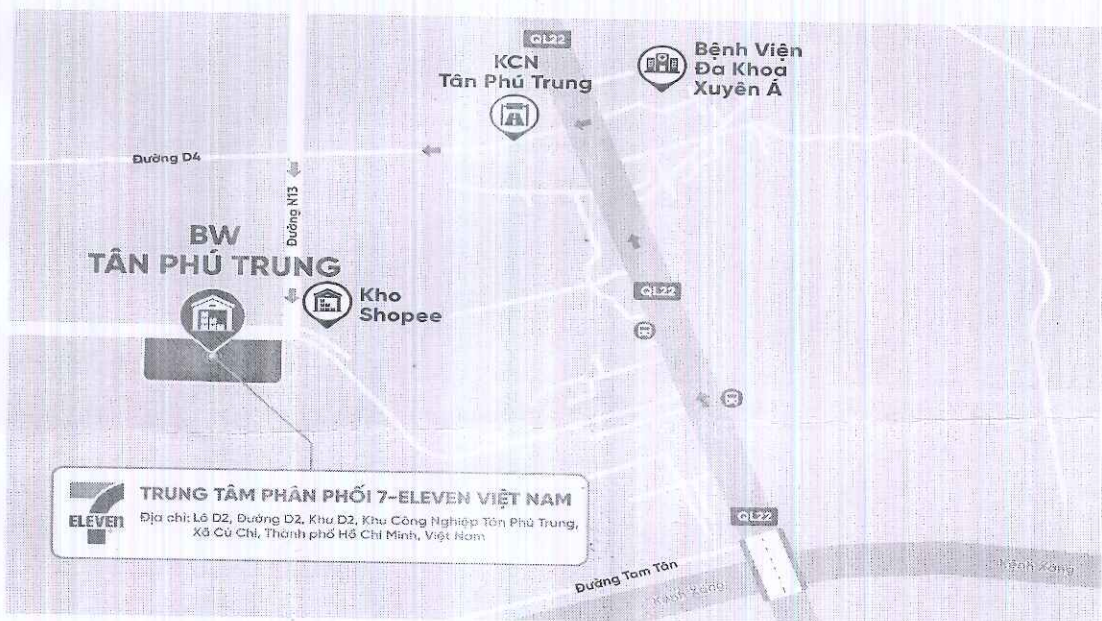 QL22
KCN
Tân Phú Trung
Bệnh Viện
Đa Khoa
Xuyên Á
Đường D4
Đường N13
BW
TÂN PHÚ TRUNG
Kho
Shopee
QL22
7
ELEVEn
TRUNG TÂM PHÂN PHỐI 7-ELEVEN VIỆT NAM
Địa chỉ: Lô D2, Đường D2, Khu D2, Khu Công Nghiệp Tân Phú Trung,
Xã Củ Chi, Thành phố Hồ Chí Minh, Việt Nam
QL22
Đường Tam Tân
Kênh Xáng
Kênh Xáng